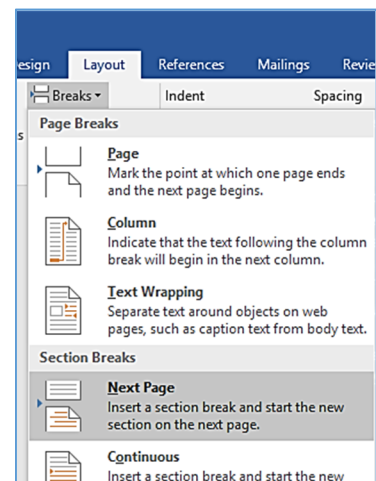 esign Layout References Mailings Revie
Breaks Indent Spacing
s
Page Breaks
Page
Mark the point at which one page ends
and the next page begins.
Column
Indicate that the text following the column
break will begin in the next column.
Text Wrapping
Separate text around objects on web
pages, such as caption text from body text.
Section Breaks
Next Page
Insert a section break and start the new
section on the next page.
Continuous
Insert a section break and start the new